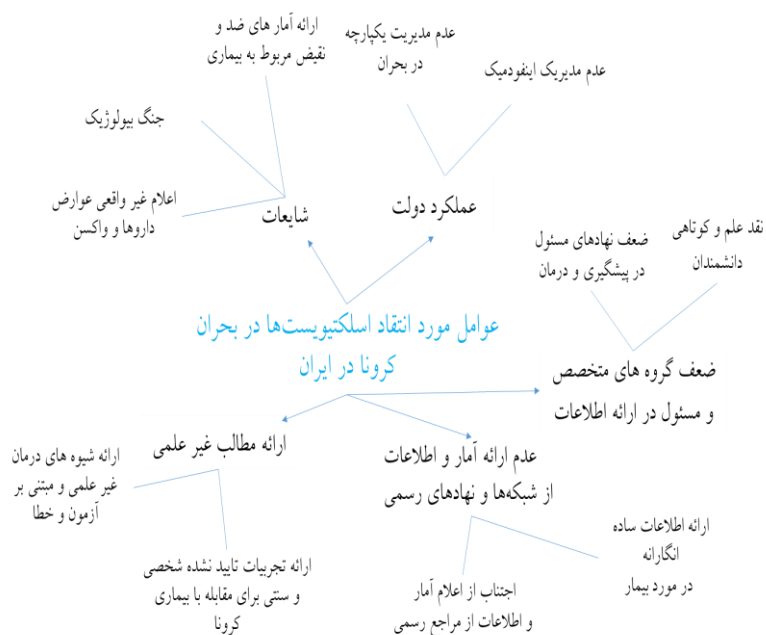 ارائه آمار های ضد و
نقیض مربوط به بیماری
عدم مدیریت یکپارچه
در بحران
عدم مدیریک اینفودمیک
جنگ بیولوژیک
اعلام غیر واقعی عوارض
داروها و واکسن
شایعات
عملکرد دولت
نقد علم و کوتاهی
دانشمندان
ضعف نهادهای مسئول
در پیشگیری و درمان
عوامل مورد انتقاد اسلکتیویست‌ها در بحران
کرونا در ایران
ضعف گروه های متخصص
و مسئول در ارائه اطلاعات
عدم ارائه آمار و اطلاعات
از شبکه‌ها و نهادهای رسمی
ارائه مطالب غیر علمی
ارائه شیوه های درمان
غیر علمی و مبتنی بر
آزمون و خطا
ارائه اطلاعات ساده
انگارانه
در مورد بیمار
اجتناب از اعلام آمار
و اطلاعات از مراجع رسمی
ارائه تجربیات تایید نشده شخصی
و سنتی برای مقابله با بیماری
کرونا